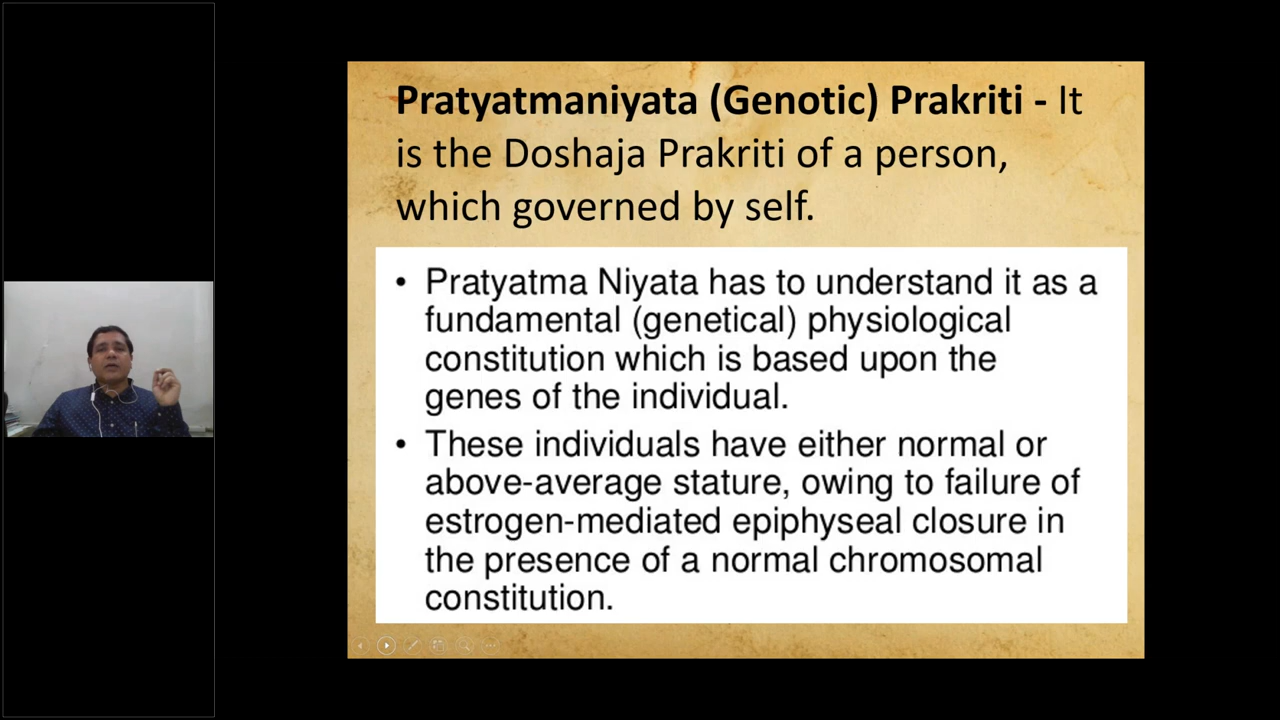 Pratyatmaniyata (Genotic) Prakriti - It
is the Doshaja Prakriti of a person,
which governed by self.
• Pratyatma Niyata has to understand it as a
fundamental (genetical) physiological
constitution which is based upon the
genes of the individual.
• These individuals have either normal or
above-average stature, owing to failure of
estrogen-mediated epiphyseal closure in
the presence of a normal chromosomal
constitution.